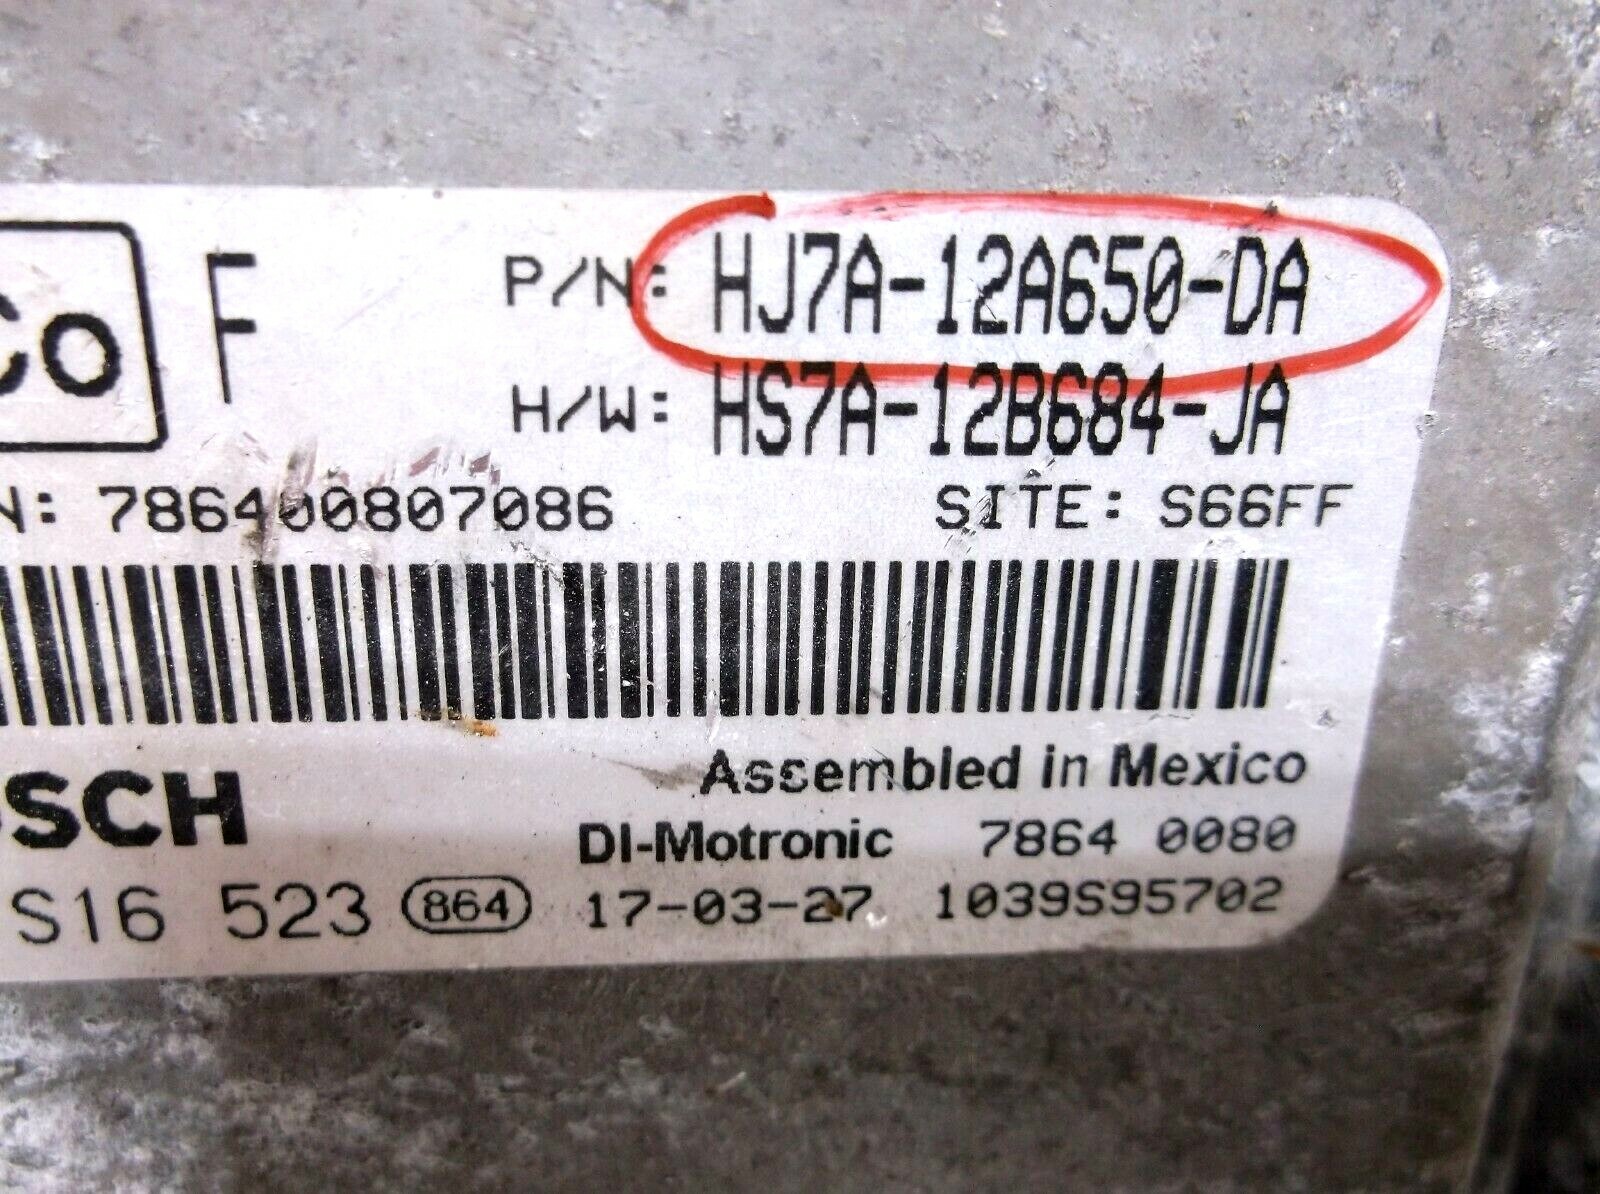 Co F P/N: HJ7A-12A650-DA
H/W: HS7A-12B684-JA
N: 786400807086 SITE: S66FF
Assembled in Mexico
OSCH DI-Motronic 7864 0080
S16 523 864 17-03-27 1039S95702